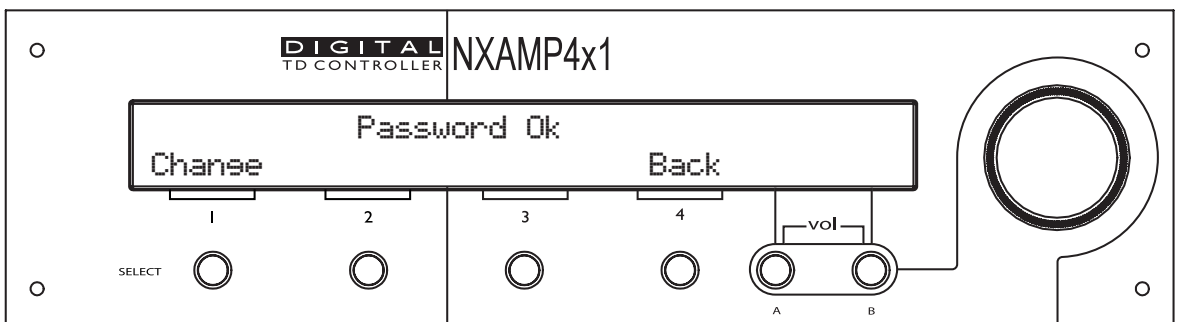 DIGITAL
TD CONTROLLER
NXAMP4x1
Password Ok
Change Back
1 2 3 4
vol
SELECT
A B